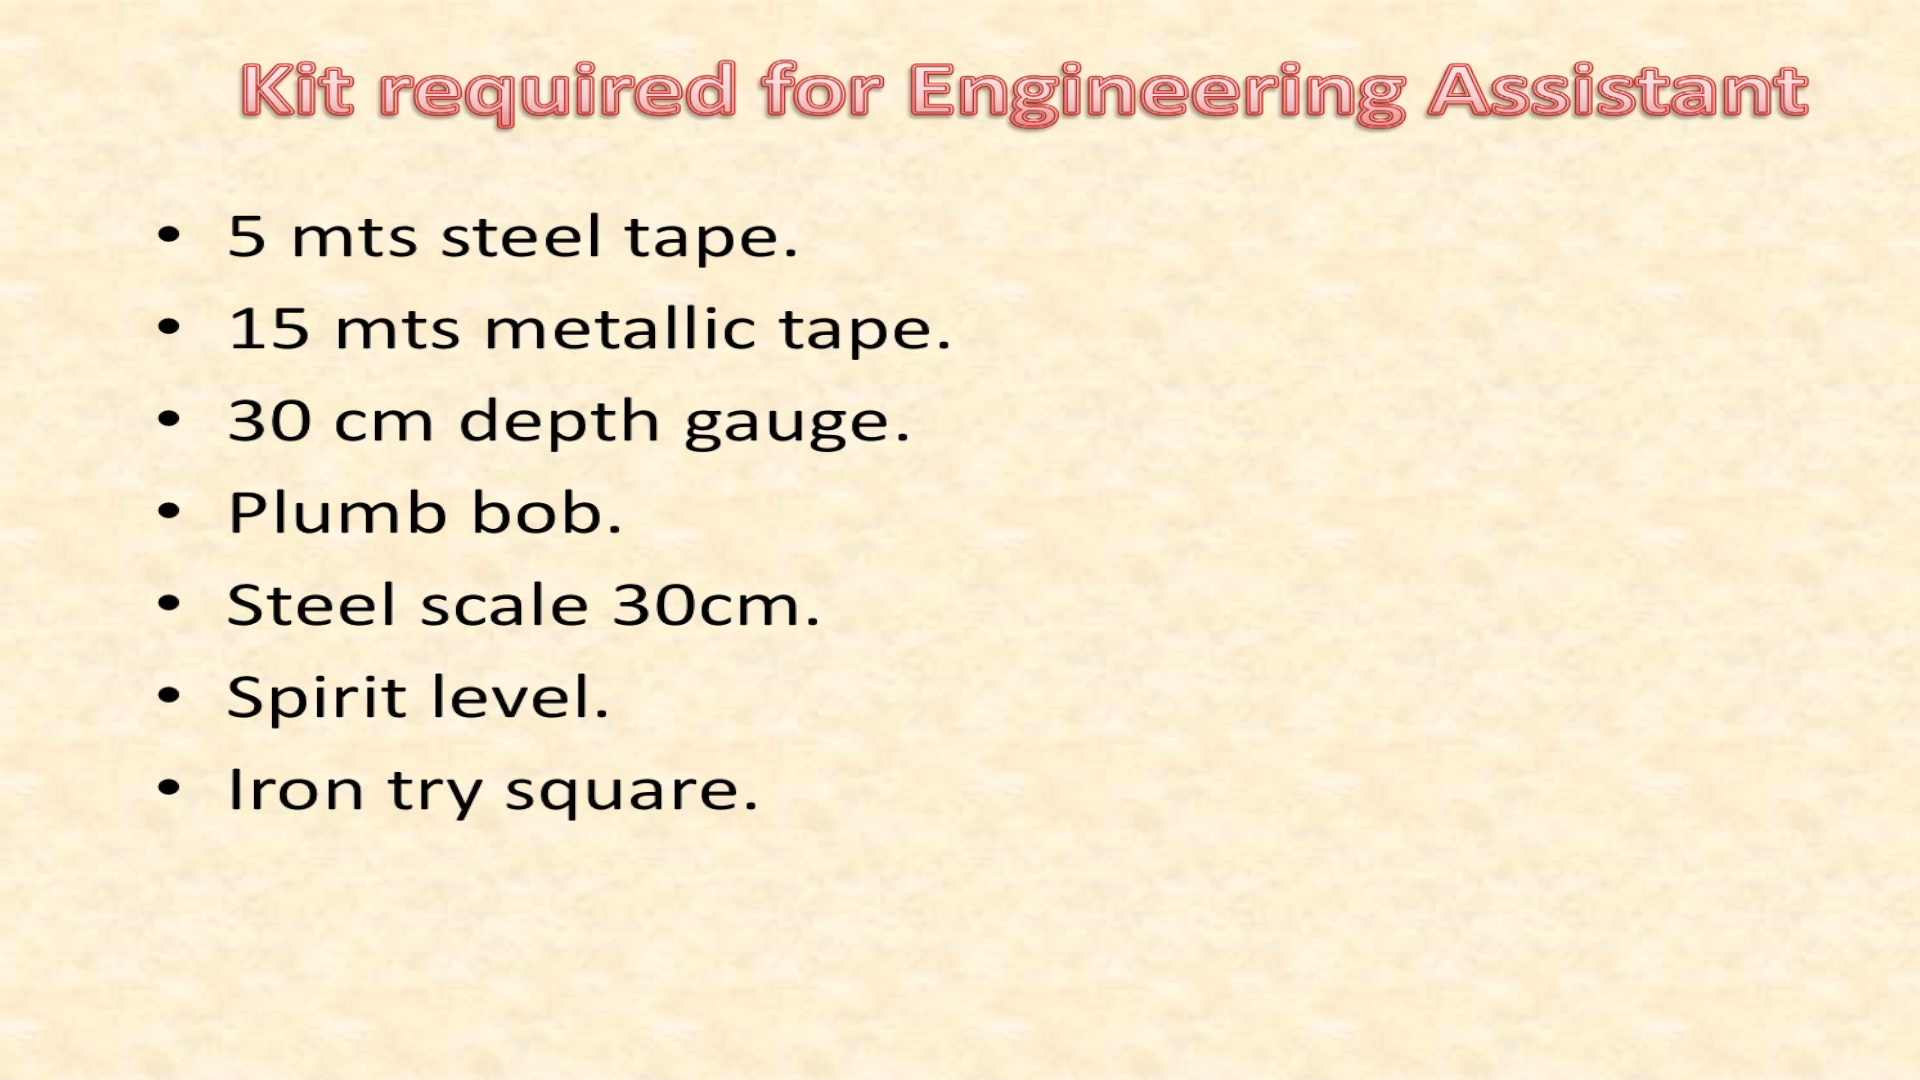 Kit required for Engineering Assistant
• 5 mts steel tape.
• 15 mts metallic tape.
• 30 cm depth gauge.
• Plumb bob.
• Steel scale 30cm.
• Spirit level.
• Iron try square.